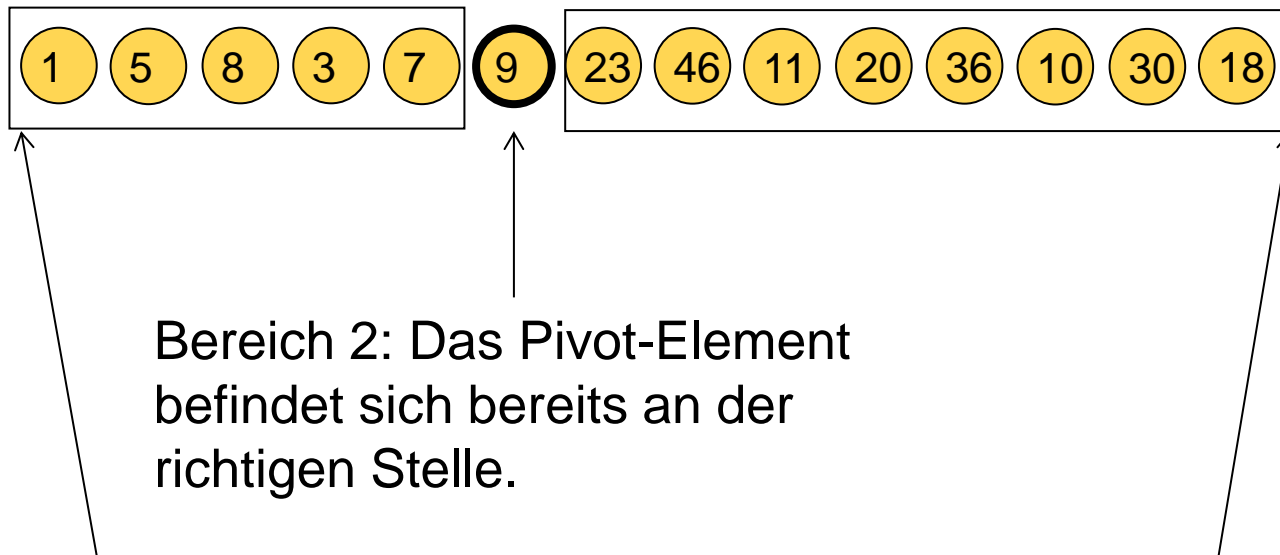 1 5 8 3 7 9 23 46 11 20 36 10 30 18
Bereich 2: Das Pivot-Element
befindet sich bereits an der
richtigen Stelle.